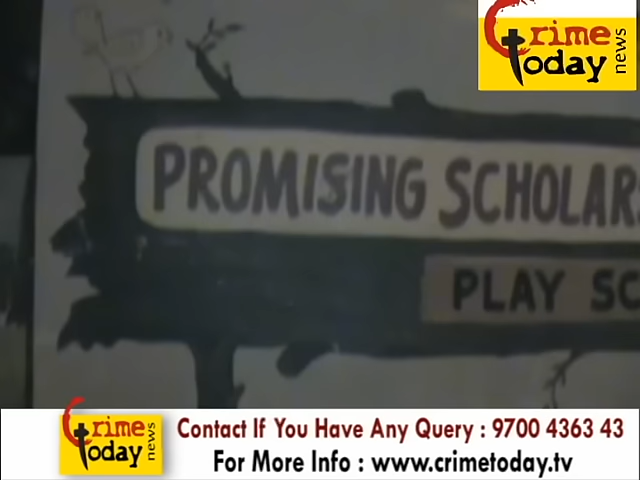 Crime
today
news
PROMISING SCHOLAR
PLAY SC
Crime
today
news
Contact If You Have Any Query : 9700 4363 43
For More Info : www.crimetoday.tv